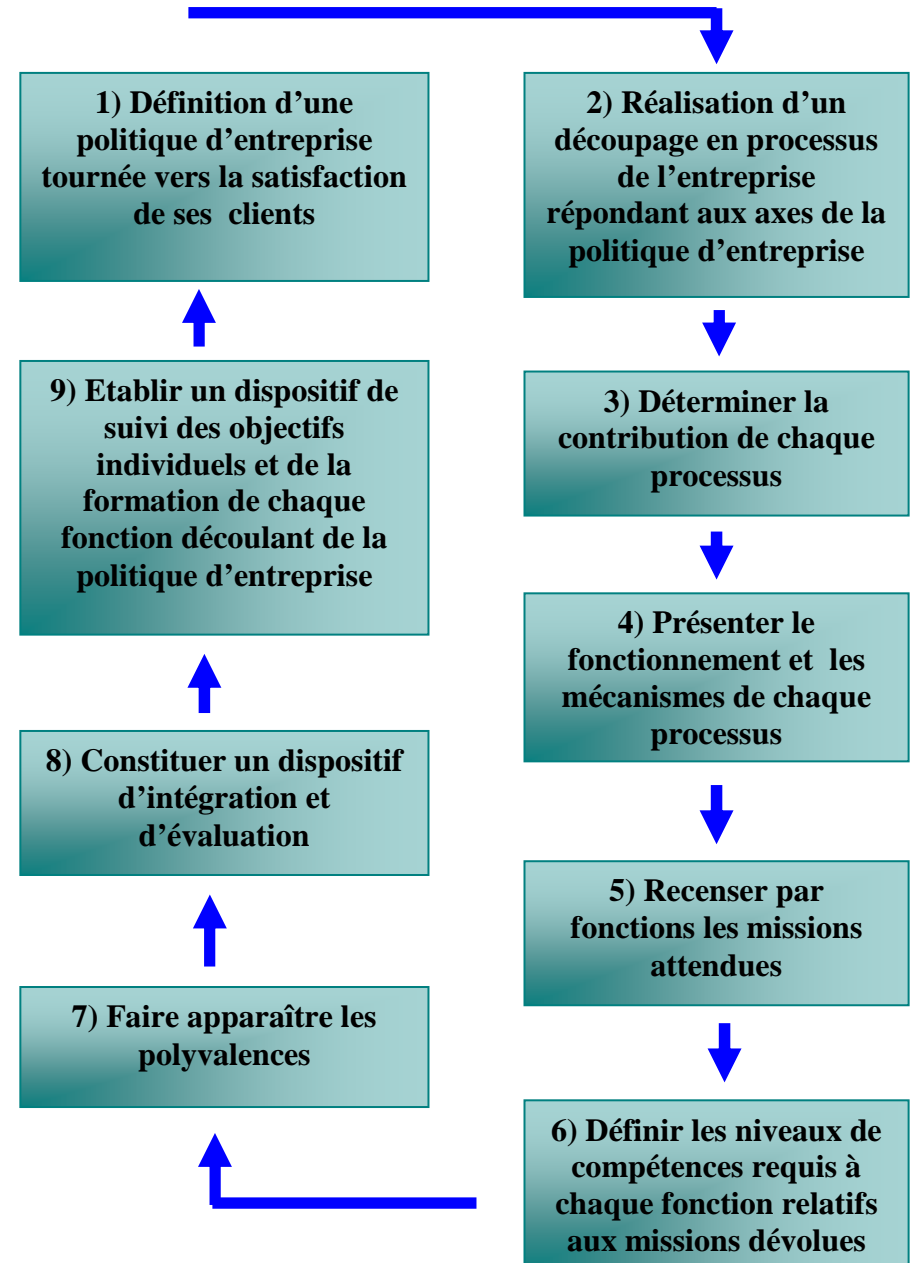 1) Définition d’une
politique d’entreprise
tournée vers la satisfaction
de ses clients
2) Réalisation d’un
découpage en processus
de l’entreprise
répondant aux axes de la
politique d’entreprise
3) Déterminer la
contribution de chaque
processus
4) Présenter le
fonctionnement et les
mécanismes de chaque
processus
5) Recenser par
fonctions les missions
attendues
6) Définir les niveaux de
compétences requis à
chaque fonction relatifs
aux missions dévolues
7) Faire apparaître les
polyvalences
8) Constituer un dispositif
d’intégration et
d’évaluation
9) Etablir un dispositif de
suivi des objectifs
individuels et de la
formation de chaque
fonction découlant de la
politique d’entreprise